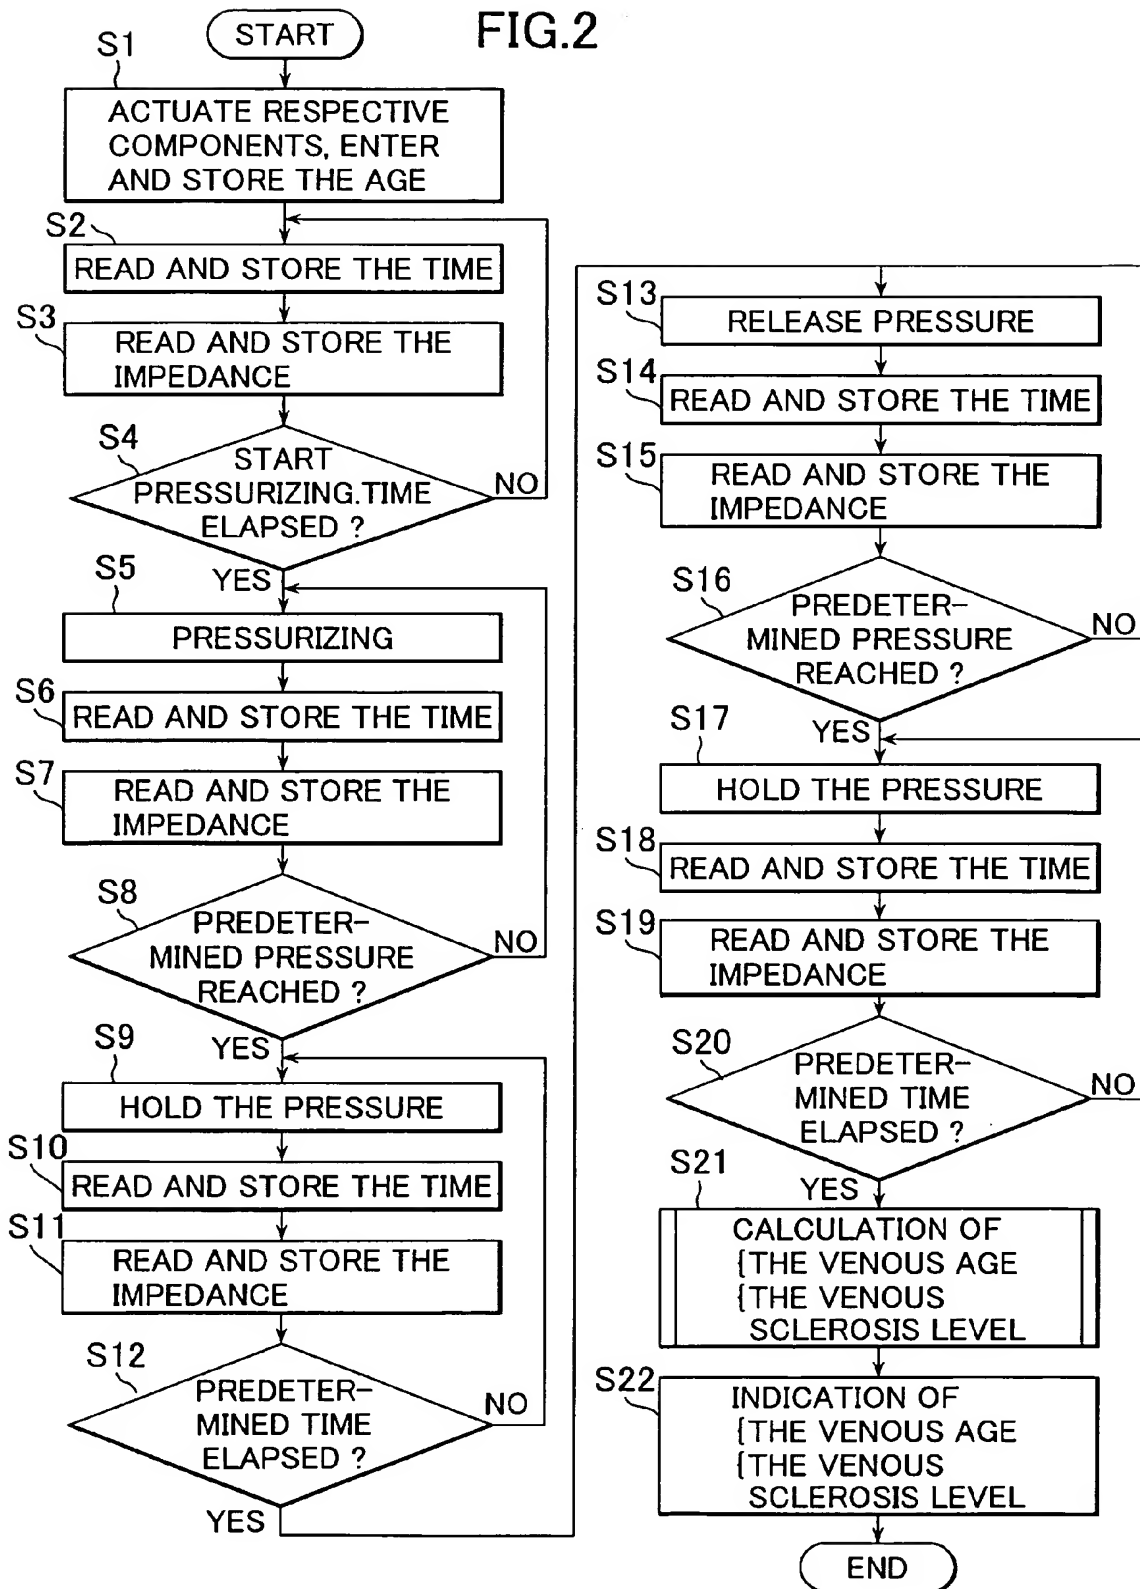 FIG.2
START
S1
ACTUATE RESPECTIVE
COMPONENTS, ENTER
AND STORE THE AGE
S2
READ AND STORE THE TIME
S3
READ AND STORE THE
IMPEDANCE
S4
START
PRESSURIZING.TIME
ELAPSED ?
NO
YES
S5
PRESSURIZING
S6
READ AND STORE THE TIME
S7
READ AND STORE THE
IMPEDANCE
S8
PREDETER-
MINED PRESSURE
REACHED ?
NO
YES
S9
HOLD THE PRESSURE
S10
READ AND STORE THE TIME
S11
READ AND STORE THE
IMPEDANCE
S12
PREDETER-
MINED TIME
ELAPSED ?
NO
YES
S13
RELEASE PRESSURE
S14
READ AND STORE THE TIME
S15
READ AND STORE THE
IMPEDANCE
S16
PREDETER-
MINED PRESSURE
REACHED ?
NO
YES
S17
HOLD THE PRESSURE
S18
READ AND STORE THE TIME
S19
READ AND STORE THE
IMPEDANCE
S20
PREDETER-
MINED TIME
ELAPSED ?
NO
YES
S21
CALCULATION OF
{THE VENOUS AGE
{THE VENOUS
SCLEROSIS LEVEL
S22
INDICATION OF
{THE VENOUS AGE
{THE VENOUS
SCLEROSIS LEVEL
END